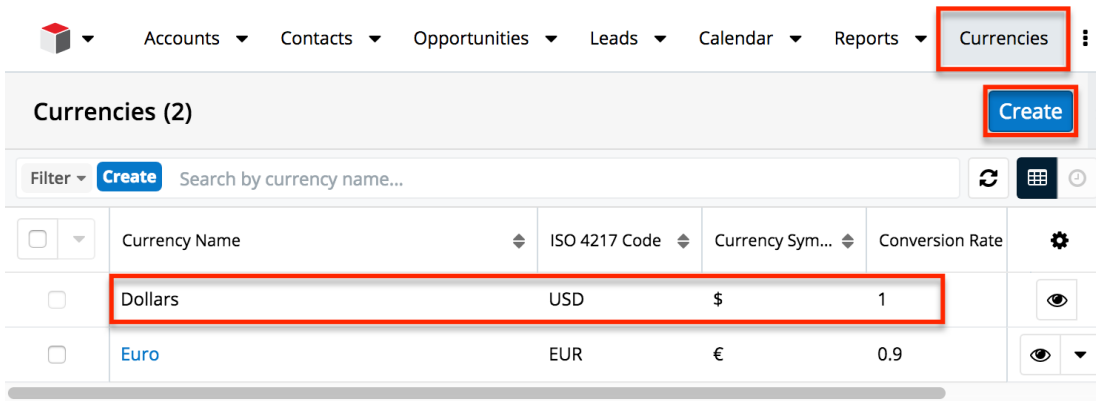 Accounts Contacts Opportunities Leads Calendar Reports Currencies
Currencies (2) Create
Filter Create Search by currency name...
Currency Name ISO 4217 Code Currency Sym... Conversion Rate
Dollars USD $ 1
Euro EUR € 0.9